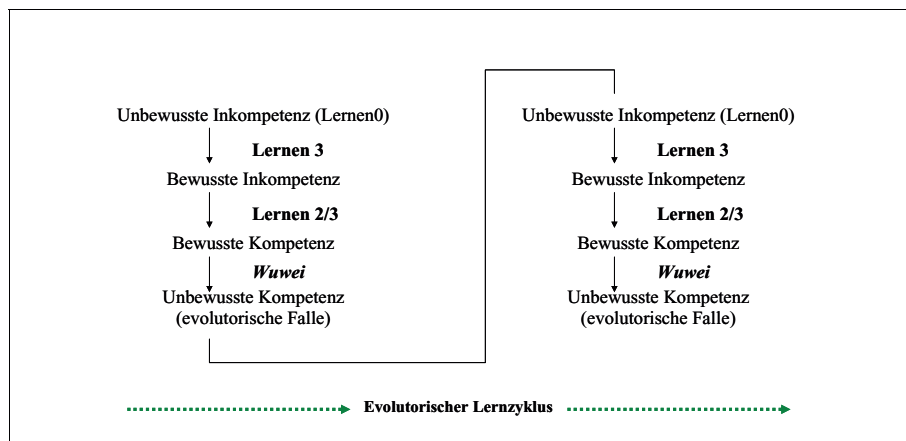 Unbewusste Inkompetenz (Lernen0)
Lernen 3
Bewusste Inkompetenz
Lernen 2/3
Bewusste Kompetenz
Wuwei
Unbewusste Kompetenz
(evolutorische Falle)
Unbewusste Inkompetenz (Lernen0)
Lernen 3
Bewusste Inkompetenz
Lernen 2/3
Bewusste Kompetenz
Wuwei
Unbewusste Kompetenz
(evolutorische Falle)
Evolutorischer Lernzyklus